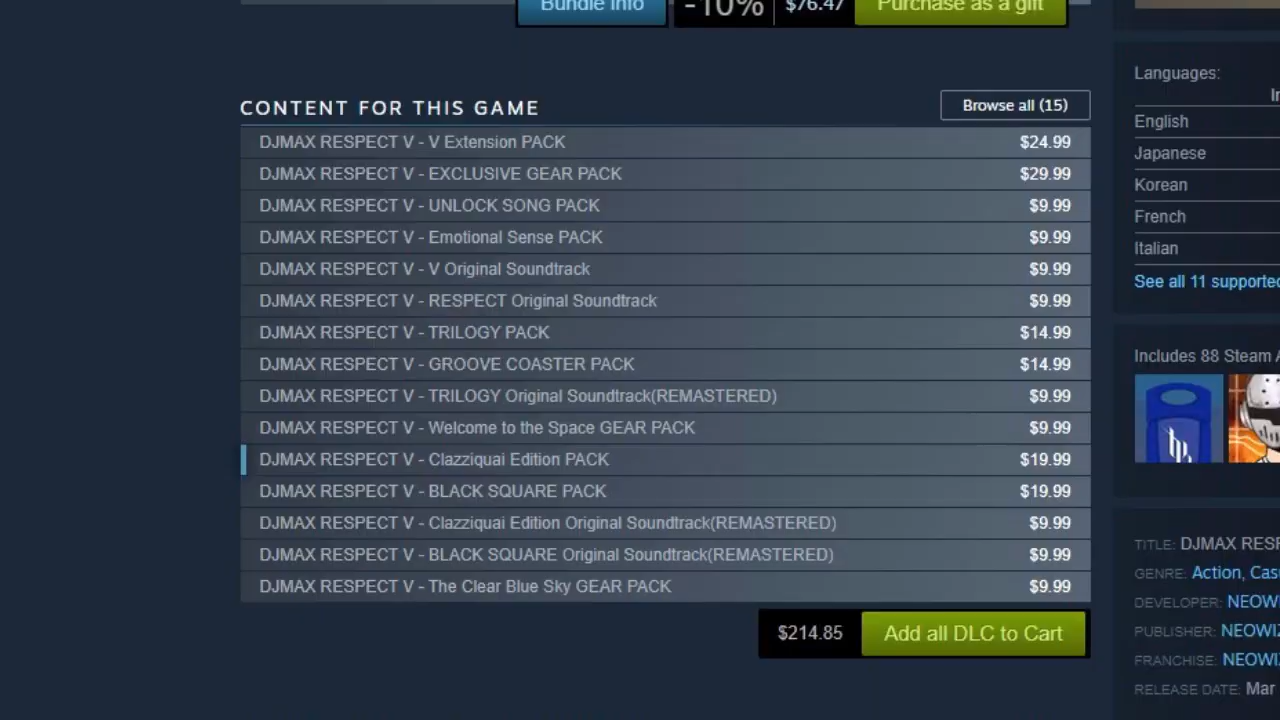 Bundle info -10% $76.47 Purchase as a gift
CONTENT FOR THIS GAME
Browse all (15)
DJMAX RESPECT V - V Extension PACK $24.99
DJMAX RESPECT V - EXCLUSIVE GEAR PACK $29.99
DJMAX RESPECT V - UNLOCK SONG PACK $9.99
DJMAX RESPECT V - Emotional Sense PACK $9.99
DJMAX RESPECT V - V Original Soundtrack $9.99
DJMAX RESPECT V - RESPECT Original Soundtrack $9.99
DJMAX RESPECT V - TRILOGY PACK $14.99
DJMAX RESPECT V - GROOVE COASTER PACK $14.99
DJMAX RESPECT V - TRILOGY Original Soundtrack(REMASTERED) $9.99
DJMAX RESPECT V - Welcome to the Space GEAR PACK $9.99
DJMAX RESPECT V - Clazziquai Edition PACK $19.99
DJMAX RESPECT V - BLACK SQUARE PACK $19.99
DJMAX RESPECT V - Clazziquai Edition Original Soundtrack(REMASTERED) $9.99
DJMAX RESPECT V - BLACK SQUARE Original Soundtrack(REMASTERED) $9.99
DJMAX RESPECT V - The Clear Blue Sky GEAR PACK $9.99
$214.85 Add all DLC to Cart
Languages:
In
English
Japanese
Korean
French
Italian
See all 11 supported
Includes 88 Steam A
TITLE: DJMAX RESP
GENRE: Action, Cas
DEVELOPER: NEOWI
PUBLISHER: NEOWIZ
FRANCHISE: NEOWIZ
RELEASE DATE: Mar